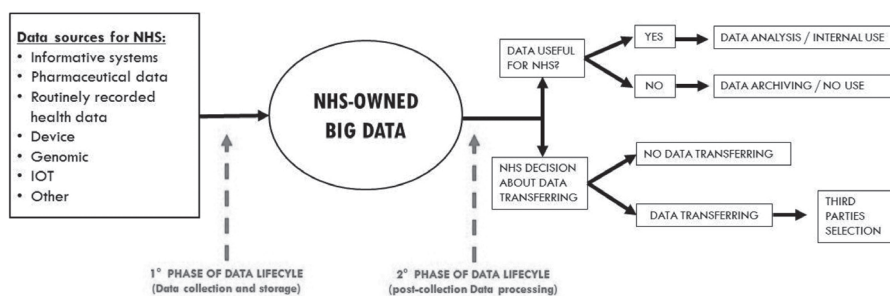 Data sources for NHS:
• Informative systems
• Pharmaceutical data
• Routinely recorded
health data
• Device
• Genomic
• IOT
• Other
NHS-OWNED
BIG DATA
DATA USEFUL
FOR NHS?
YES
DATA ANALYSIS / INTERNAL USE
NO
DATA ARCHIVING / NO USE
NHS DECISION
ABOUT DATA
TRANSFERRING
NO DATA TRANSFERRING
DATA TRANSFERRING
THIRD
PARTIES
SELECTION
1° PHASE OF DATA LIFECYLE
(Data collection and storage)
2° PHASE OF DATA LIFECYLE
(post-collection Data processing)